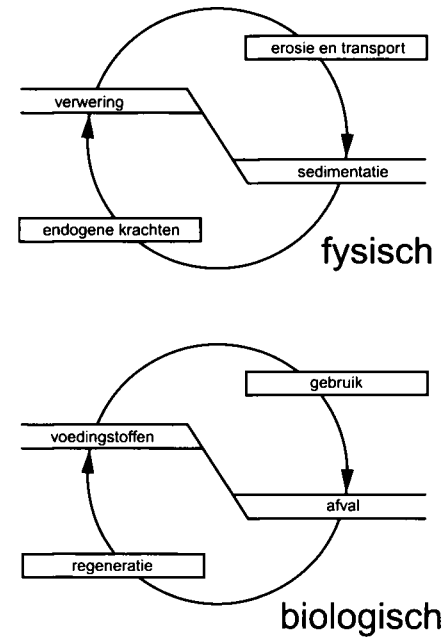 erosie en transport
verwering
sedimentatie
endogene krachten
fysisch
gebruik
voedingstoffen
afval
regeneratie
biologisch